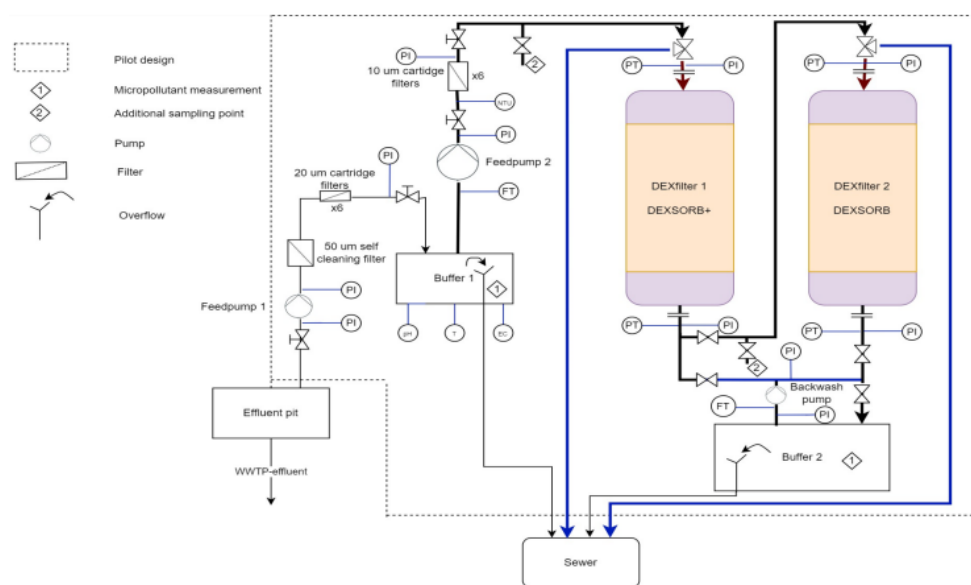 Pilot design
1
Micropollutant measurement
2
Additional sampling point
Pump
Filter
Overflow
PI
10 um cartidge
filters
x6
NTU
PI
Feedpump 2
FT
2
20 um cartridge
filters
PI
x6
50 um self
cleaning filter
Feedpump 1
PI
PI
Buffer 1
1
pH
T
EC
Effluent pit
WWTP-effluent
PT
PI
DEXfilter 1
DEXSORB+
PT
PI
PT
PI
DEXfilter 2
DEXSORB
PT
PI
2
PI
Backwash
pump
FT
PI
Buffer 2
1
Sewer